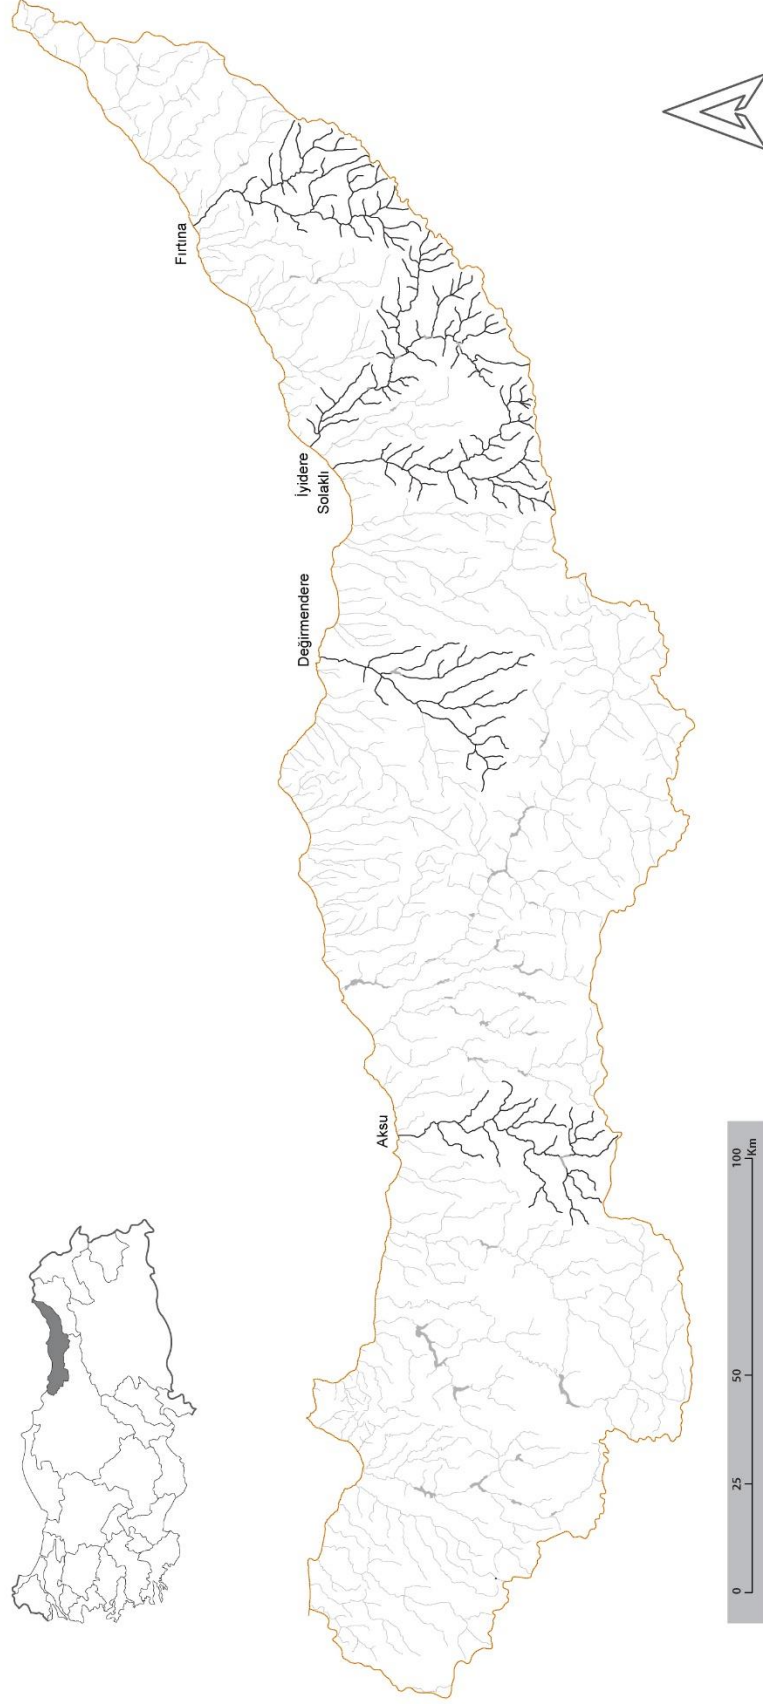 Fırtına
İyidere
Solaklı
Değirmendere
Aksu
0 25 50 100
Km